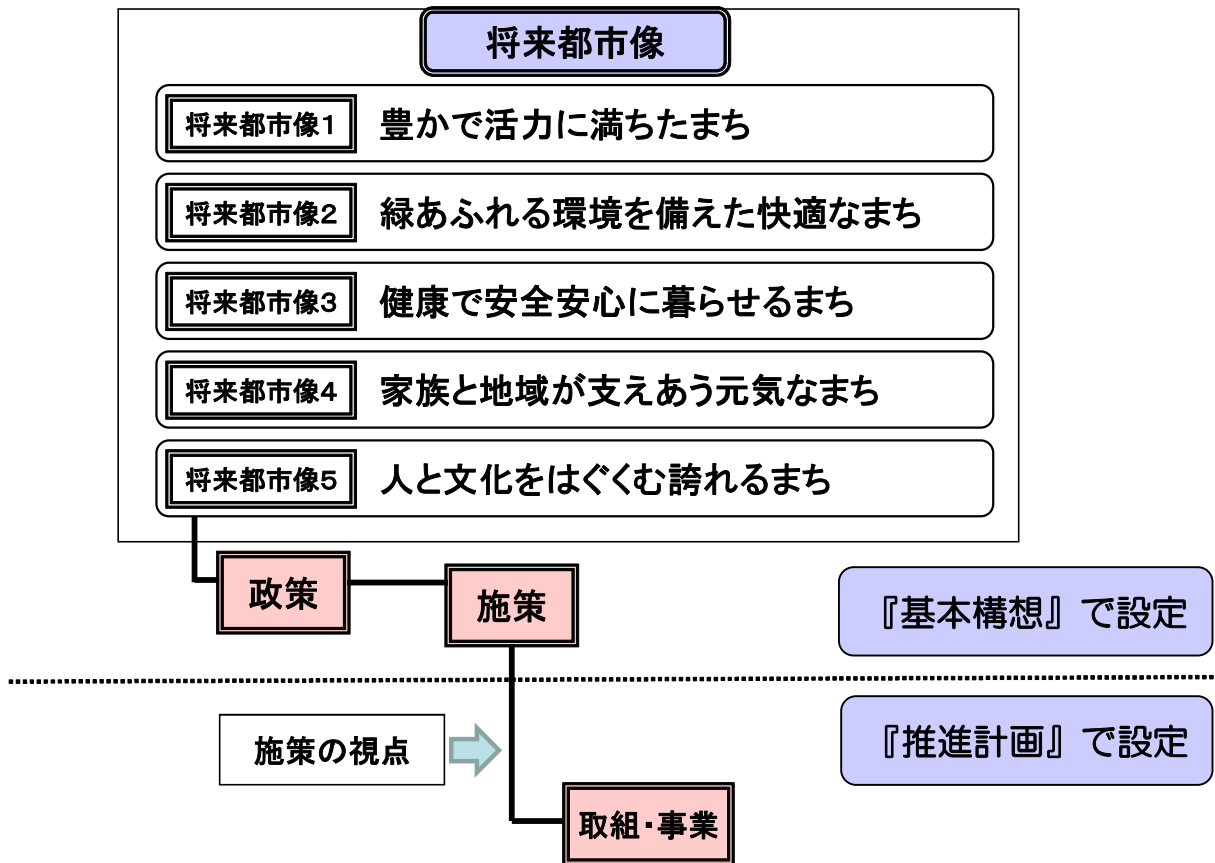 将来都市像
将来都市像1 豊かで活力に満ちたまち
将来都市像2 緑あふれる環境を備えた快適なまち
将来都市像3 健康で安全安心に暮らせるまち
将来都市像4 家族と地域が支えあう元気なまち
将来都市像5 人と文化をはぐくむ誇れるまち
政策
施策
『基本構想』で設定
施策の視点
『推進計画』で設定
取組・事業